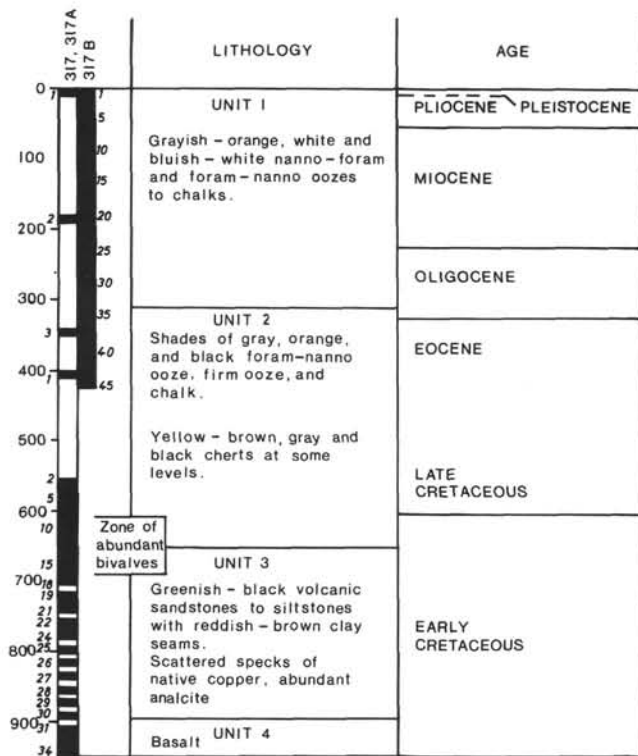 317, 317A
317 B
LITHOLOGY
AGE
0
100
200
300
400
500
600
700
800
900
1
2
3
1
2
5
10
15
18
19
21
22
24
25
26
27
28
29
30
31
34
1
5
10
15
20
25
30
35
40
45
UNIT 1
Grayish – orange, white and
bluish – white nanno – foram
and foram – nanno oozes
to chalks.
UNIT 2
Shades of gray, orange,
and black foram–nanno
ooze, firm ooze, and
chalk.
Yellow – brown, gray and
black cherts at some
levels.
Zone of
abundant
bivalves
UNIT 3
Greenish – black volcanic
sandstones to siltstones
with reddish – brown clay
seams.
Scattered specks of
native copper, abundant
analcite
UNIT 4
Basalt
PLIOCENE PLEISTOCENE
MIOCENE
OLIGOCENE
EOCENE
LATE
CRETACEOUS
EARLY
CRETACEOUS